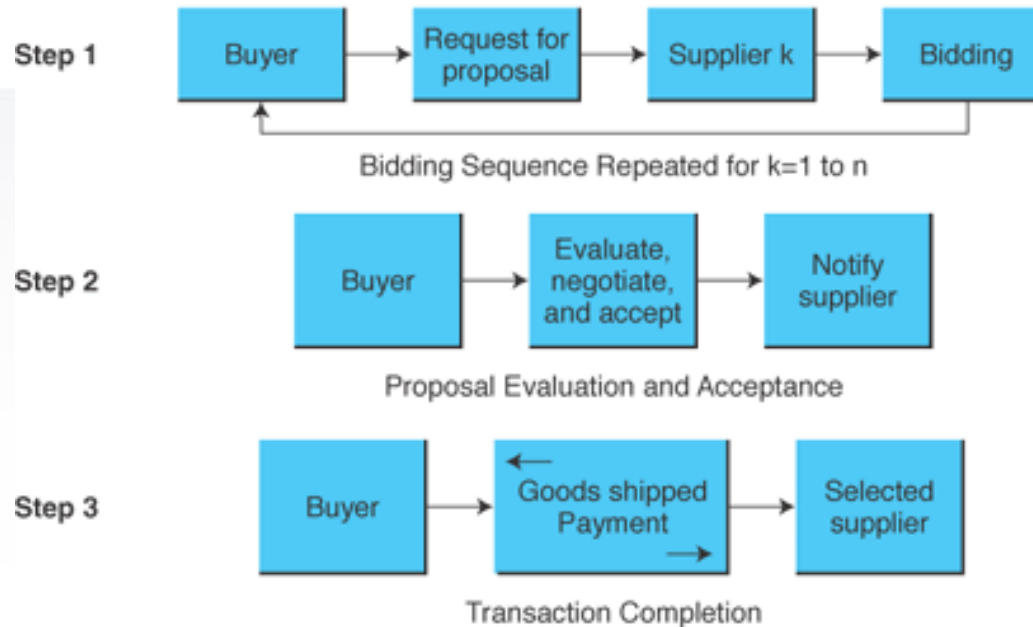 Step 1
Buyer
Request for
proposal
Supplier k
Bidding
Bidding Sequence Repeated for k=1 to n
Step 2
Buyer
Evaluate,
negotiate,
and accept
Notify
supplier
Proposal Evaluation and Acceptance
Step 3
Buyer
Goods shipped
Payment
Selected
supplier
Transaction Completion